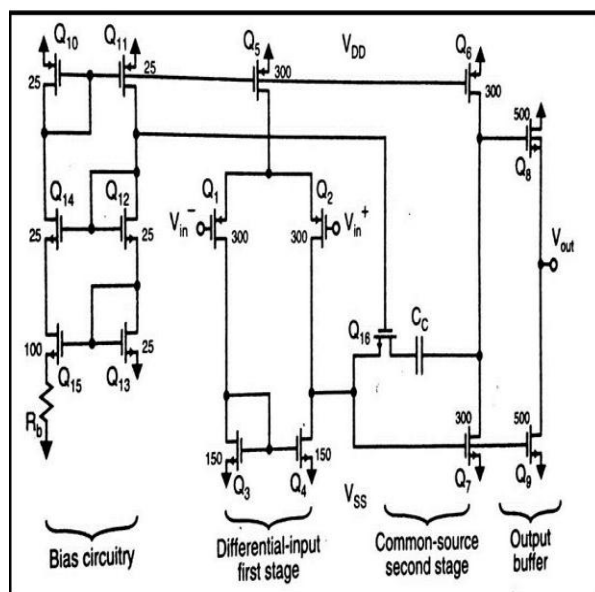 Q10
Q11
Q5
VDD
Q6
25
25
300
300
500
Q8
Q14
Q12
Q1
Q2
Vin−
Vin+
25
25
300
300
Vout
Q16
CC
100
25
Q15
Q13
Rb
300
500
150
150
Q3
Q4
VSS
Q7
Q9
Bias circuitry
Differential-input
first stage
Common-source
second stage
Output
buffer